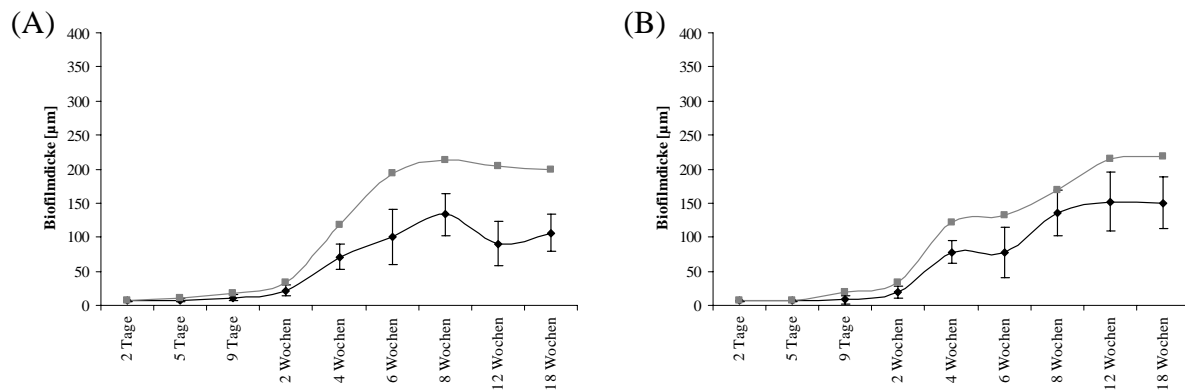 (A)
Biofilmdicke [µm]
400
350
300
250
200
150
100
50
0
2 Tage
5 Tage
9 Tage
2 Wochen
4 Wochen
6 Wochen
8 Wochen
12 Wochen
18 Wochen
(B)
Biofilmdicke [µm]
400
350
300
250
200
150
100
50
0
2 Tage
5 Tage
9 Tage
2 Wochen
4 Wochen
6 Wochen
8 Wochen
12 Wochen
18 Wochen